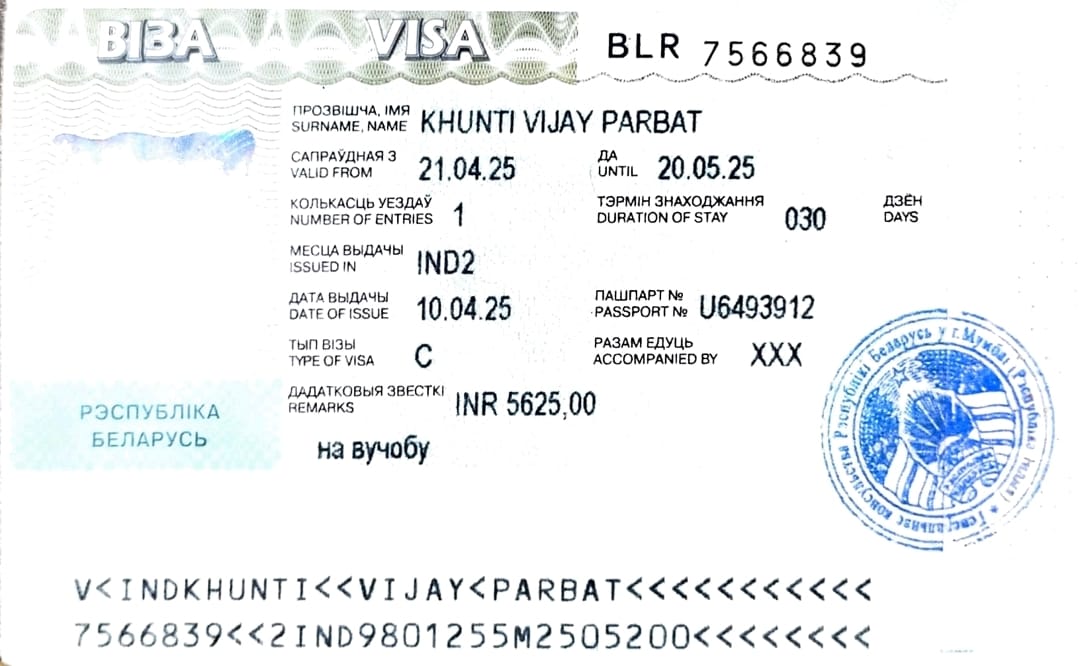 ВІЗА VISA BLR 7566839
ПРОЗВІШЧА, ІМЯ
SURNAME, NAME KHUNTI VIJAY PARBAT
САПРАЎДНАЯ З ДА
VALID FROM 21.04.25 UNTIL 20.05.25
КОЛЬКАСЦЬ УЕЗДАЎ ТЭРМІН ЗНАХОДЖАННЯ ДЗЁН
NUMBER OF ENTRIES 1 DURATION OF STAY 030 DAYS
МЕСЦА ВЫДАЧЫ
ISSUED IN IND2
ДАТА ВЫДАЧЫ ПАШПАРТ №
DATE OF ISSUE 10.04.25 PASSPORT № U6493912
ТЫП ВІЗЫ РАЗАМ ЕДУЦЬ
TYPE OF VISA C ACCOMPANIED BY XXX
ДАДАТКОВЫЯ ЗВЕСТКІ
REMARKS INR 5625,00
РЭСПУБЛІКА
БЕЛАРУСЬ
на вучобу
Генеральнае консульства Рэспублікі Беларусь у г.Мумбаі (Рэспубліка Індыя)
V<INDKHUNTI<<VIJAY<PARBAT<<<<<<<<<<<
7566839<<2IND9801255M2505200<<<<<<<<